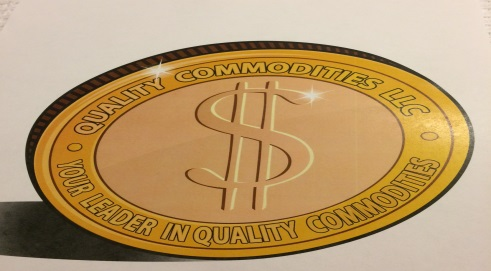 QUALITY COMMODITIES LLC
$
YOUR LEADER IN QUALITY COMMODITIES